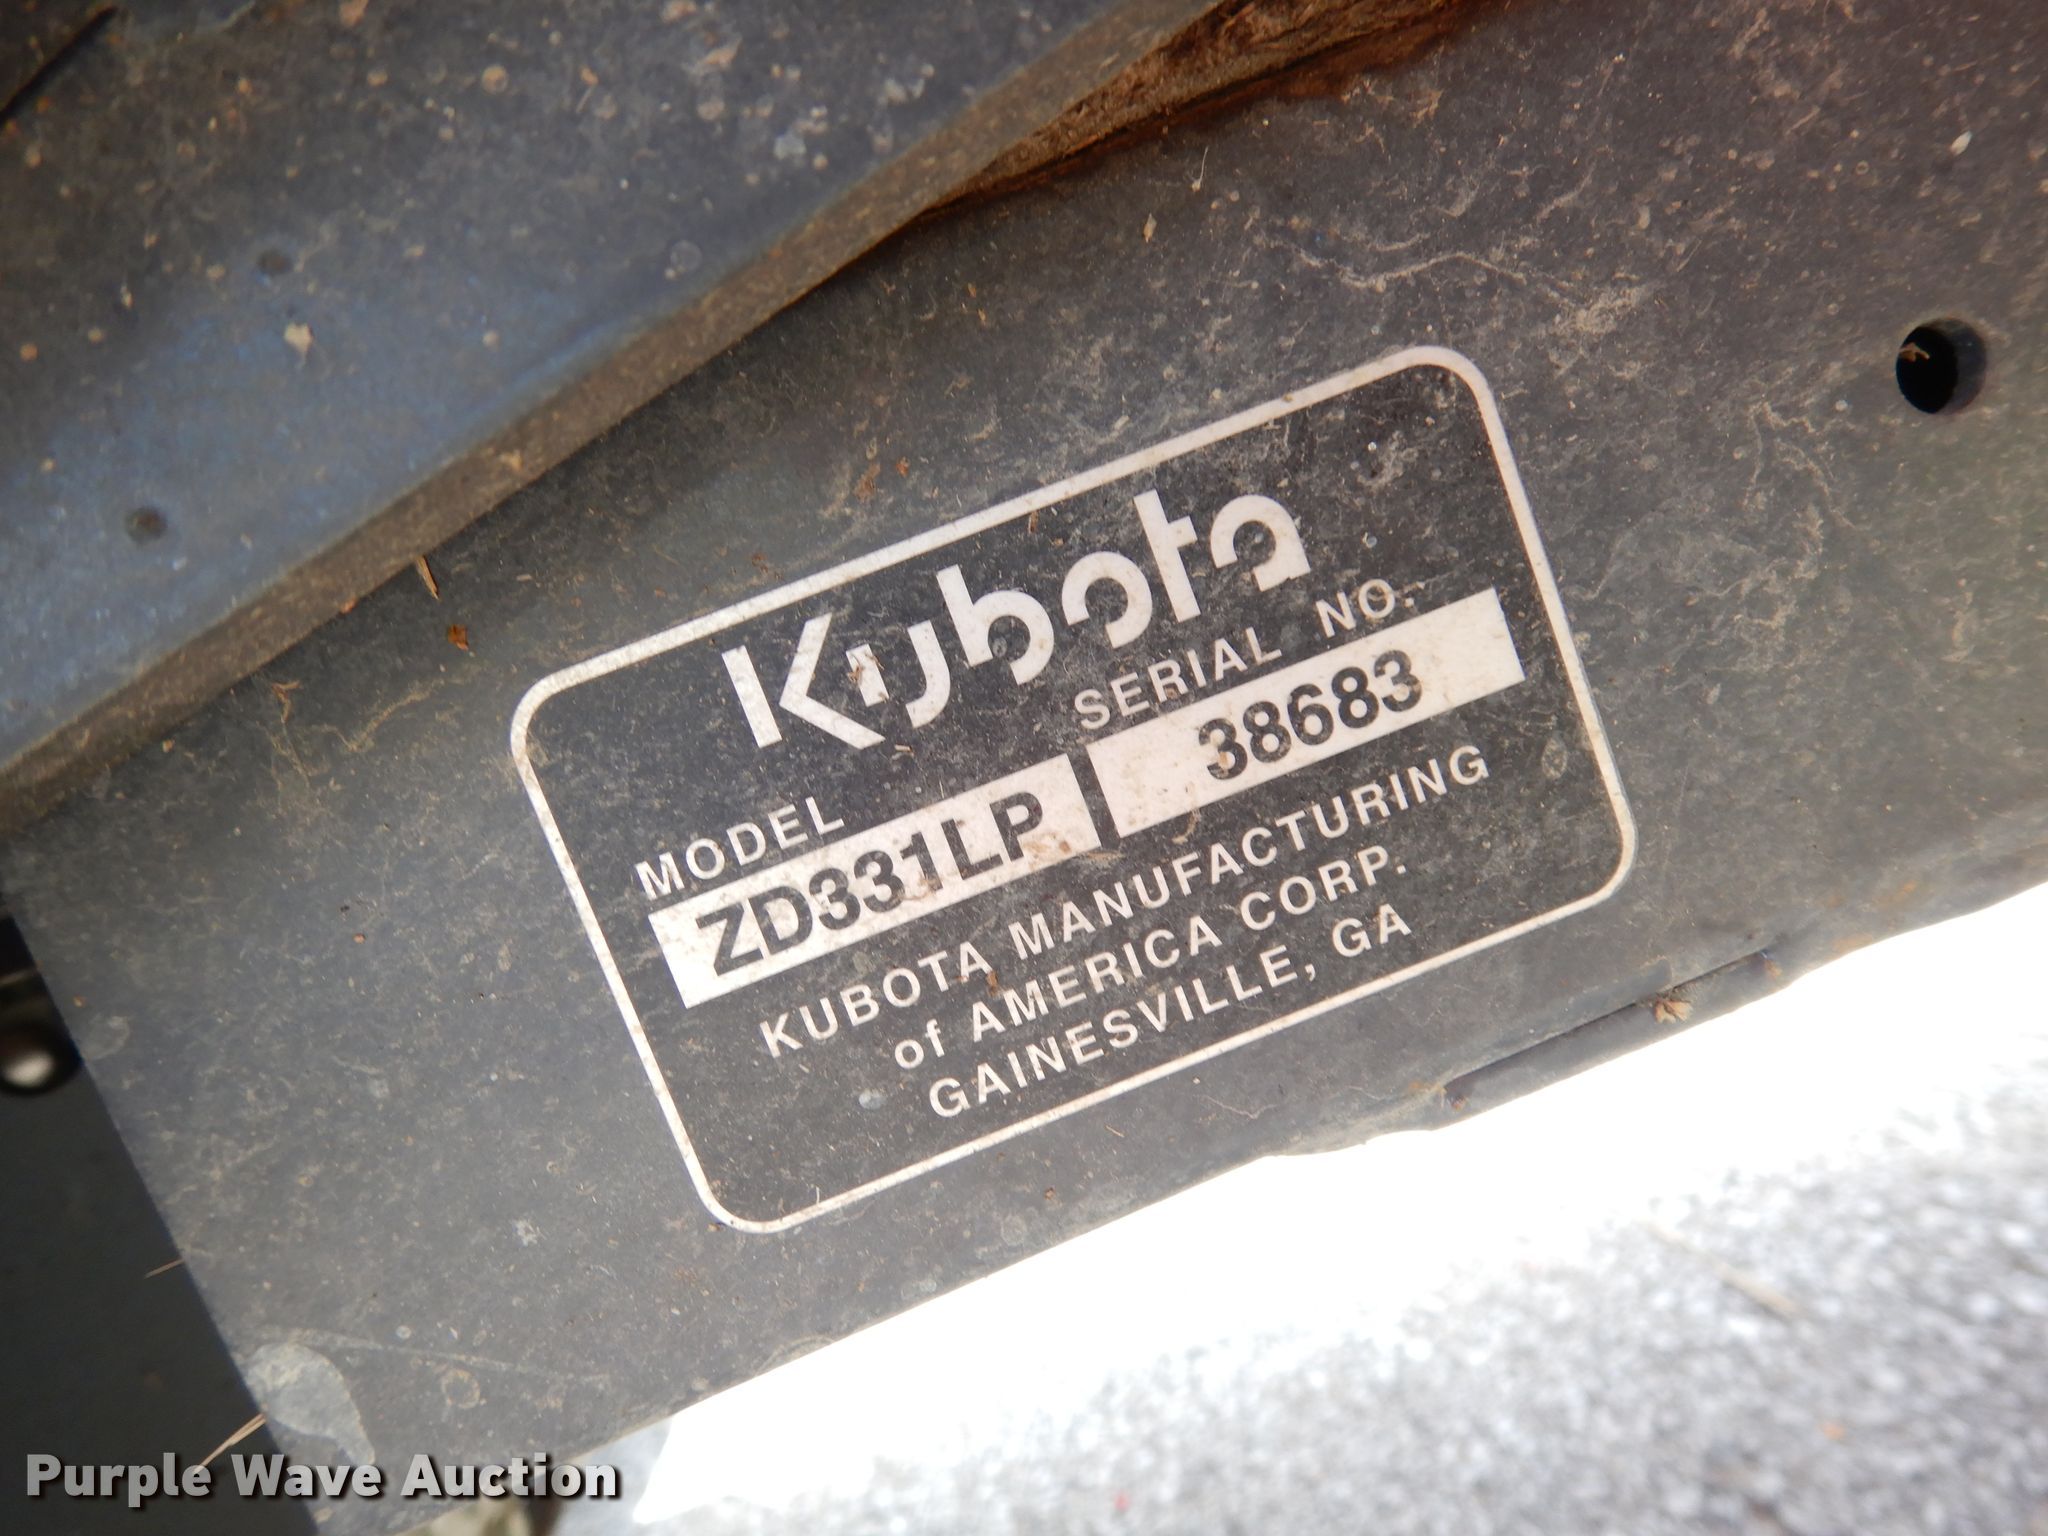 Kubota
MODEL SERIAL NO.
ZD331LP 38683
KUBOTA MANUFACTURING
of AMERICA CORP.
GAINESVILLE, GA
Purple Wave Auction